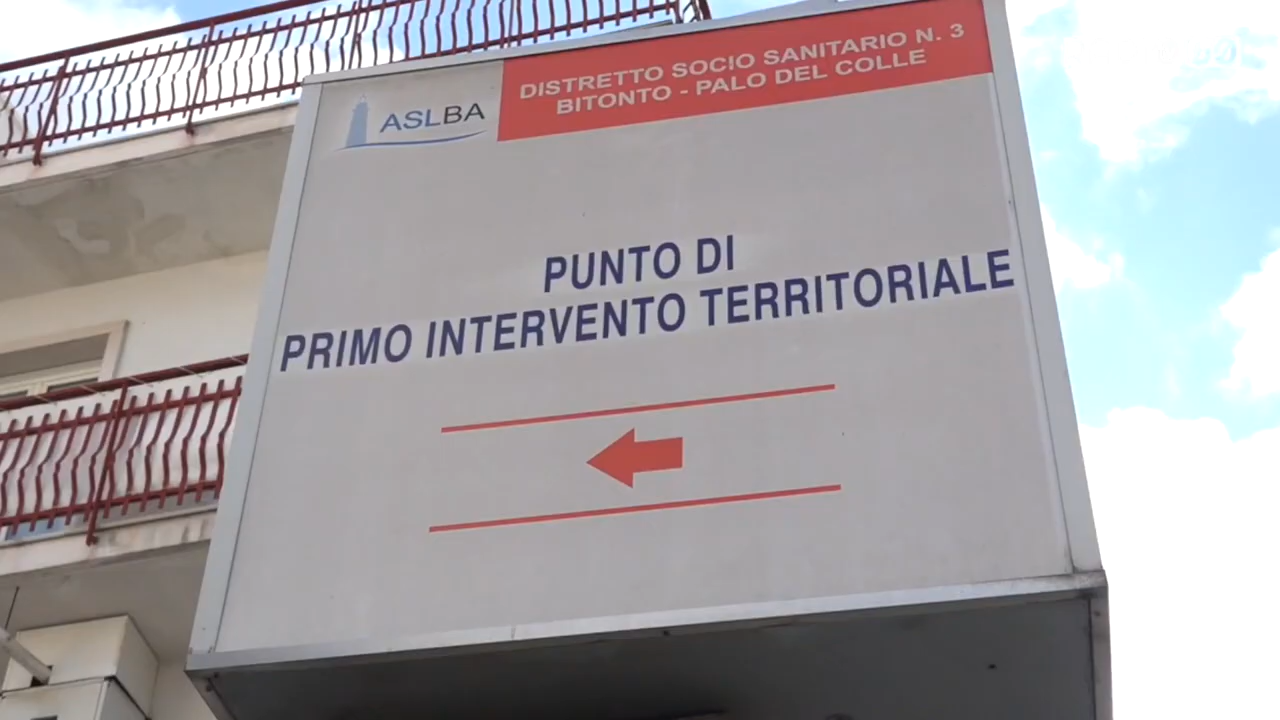 ASLBA
DISTRETTO SOCIO SANITARIO N. 3
BITONTO - PALO DEL COLLE
PUNTO DI
PRIMO INTERVENTO TERRITORIALE